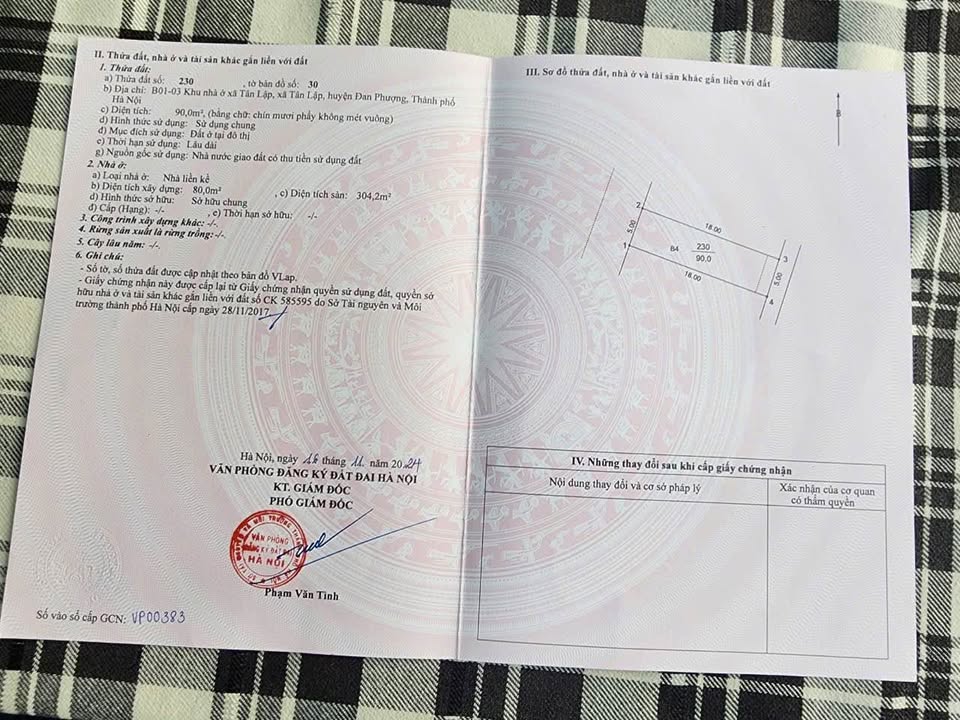 II. Thửa đất, nhà ở và tài sản khác gắn liền với đất
1. Thửa đất:
a) Thửa đất số: 230 , tờ bản đồ số: 30
b) Địa chỉ: B01-03 Khu nhà ở xã Tân Lập, xã Tân Lập, huyện Đan Phượng, Thành phố
Hà Nội
c) Diện tích: 90,0m², (bằng chữ: chín mươi phẩy không mét vuông)
d) Hình thức sử dụng: Sử dụng chung
đ) Mục đích sử dụng: Đất ở tại đô thị
e) Thời hạn sử dụng: Lâu dài
g) Nguồn gốc sử dụng: Nhà nước giao đất có thu tiền sử dụng đất
2. Nhà ở:
a) Loại nhà ở: Nhà liền kề
b) Diện tích xây dựng: 80,0m² , c) Diện tích sàn: 304,2m²
d) Hình thức sở hữu: Sở hữu chung
đ) Cấp (Hạng): -/- , e) Thời hạn sở hữu: -/-
3. Công trình xây dựng khác: -/-.
4. Rừng sản xuất là rừng trồng:-/-.
5. Cây lâu năm: -/-.
6. Ghi chú:
- Số tờ, số thửa đất được cập nhật theo bản đồ VLap.
- Giấy chứng nhận này được cấp lại từ Giấy chứng nhận quyền sử dụng đất, quyền sở
hữu nhà ở và tài sản khác gắn liền với đất số CK 585595 do Sở Tài nguyên và Môi
trường thành phố Hà Nội cấp ngày 28/11/2017
Hà Nội, ngày 16 tháng 11 năm 2024
VĂN PHÒNG ĐĂNG KÝ ĐẤT ĐAI HÀ NỘI
KT. GIÁM ĐỐC
PHÓ GIÁM ĐỐC
VĂN PHÒNG
ĐĂNG KÝ ĐẤT ĐAI
HÀ NỘI
Phạm Văn Tình
Số vào sổ cấp GCN: VP00383
III. Sơ đồ thửa đất, nhà ở và tài sản khác gắn liền với đất
B
2
18.00
5.00
1
B4 230
90.0
3
18.00
5.00
4
IV. Những thay đổi sau khi cấp giấy chứng nhận
Nội dung thay đổi và cơ sở pháp lý
Xác nhận của cơ quan
có thẩm quyền